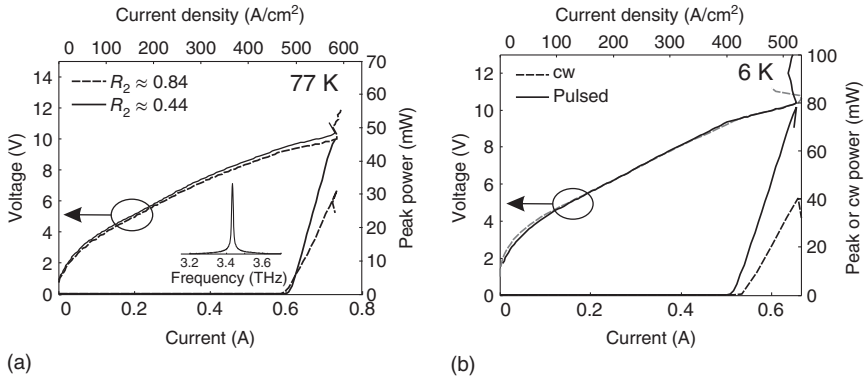 Current density (A/cm²)
0 100 200 300 400 500 600
14
12
10
8
6
4
2
0
Voltage (V)
R₂ ≈ 0.84
R₂ ≈ 0.44
77 K
70
60
50
40
30
20
10
0
Peak power (mW)
3.2 3.4 3.6
Frequency (THz)
0 0.2 0.4 0.6
Current (A)
(a)
Current density (A/cm²)
0 100 200 300 400 500
12
10
8
6
4
2
0
Voltage (V)
cw
Pulsed
6 K
100
80
60
40
20
0
Peak or cw power (mW)
0 0.2 0.4 0.6
Current (A)
(b)